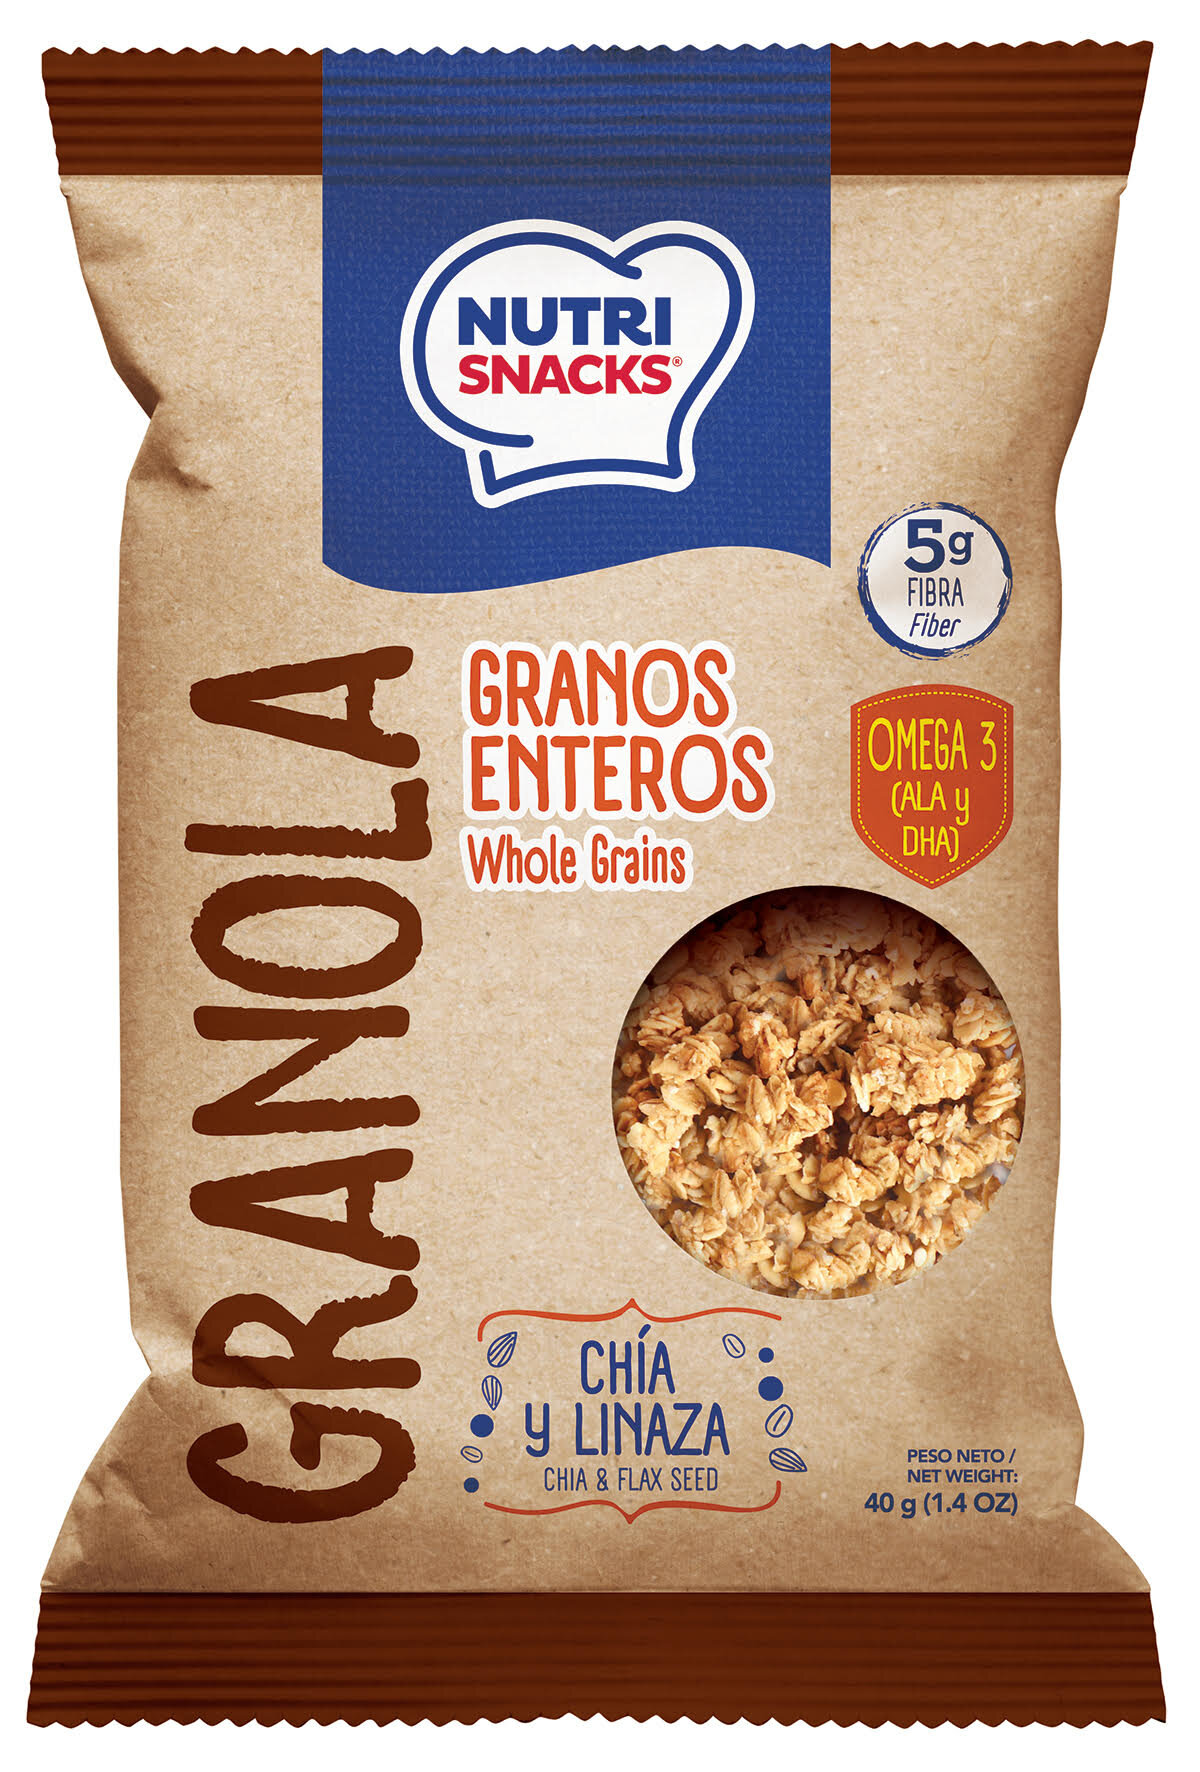 NUTRI
SNACKS®
5g
FIBRA
Fiber
GRANOLA
GRANOS
ENTEROS
Whole Grains
OMEGA 3
(ALA y
DHA)
CHÍA
Y LINAZA
CHIA & FLAX SEED
PESO NETO /
NET WEIGHT:
40 g (1.4 OZ)